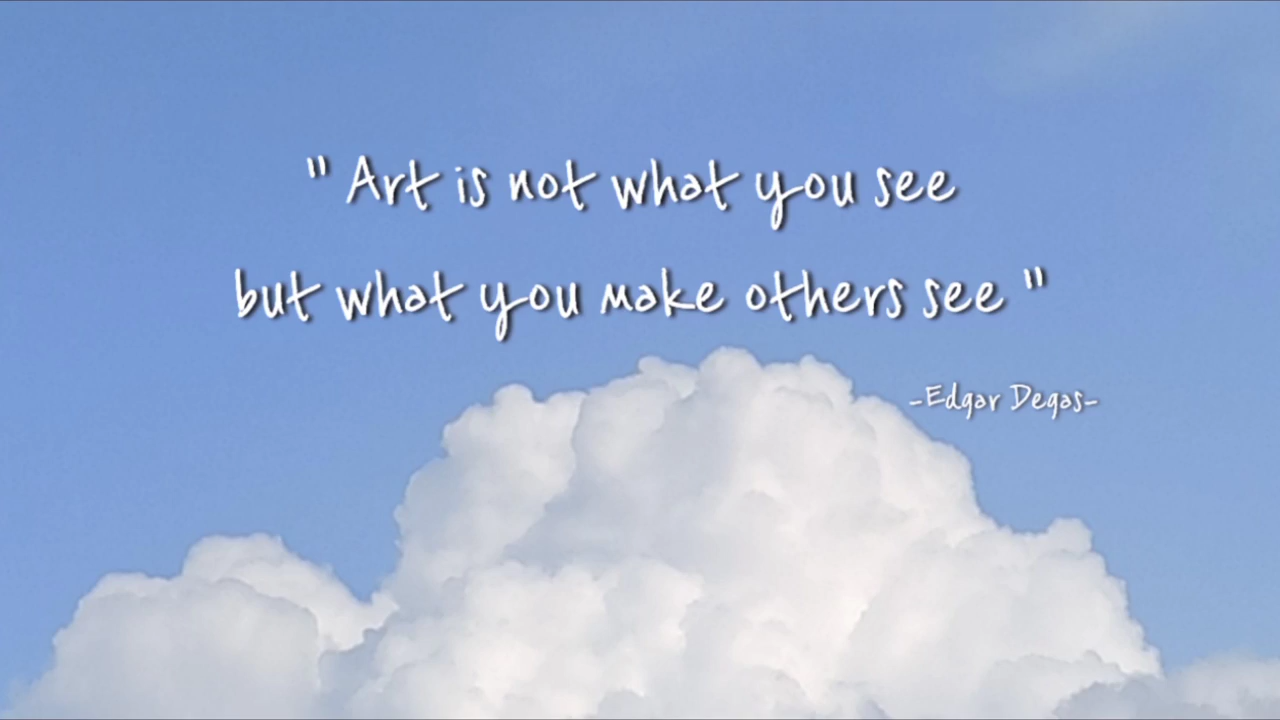 " Art is not what you see
but what you make others see "
-Edgar Degas-